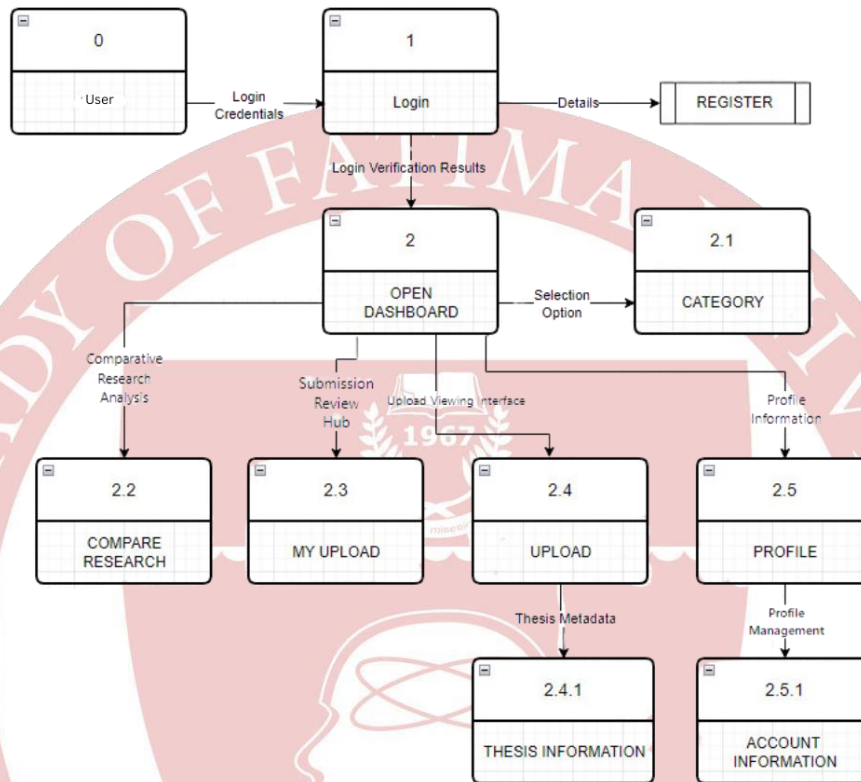 0
User
Login
Credentials
1
Login
Details
REGISTER
Login Verification Results
2
OPEN
DASHBOARD
Selection
Option
2.1
CATEGORY
Comparative
Research
Analysis
Submission
Review
Hub
Upload Viewing Interface
Profile
Information
2.2
COMPARE
RESEARCH
2.3
MY UPLOAD
2.4
UPLOAD
2.5
PROFILE
Thesis Metadata
Profile
Management
2.4.1
THESIS INFORMATION
2.5.1
ACCOUNT
INFORMATION
OF FATIMA
1967